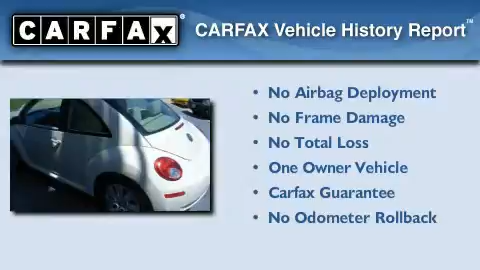 CARFAX® CARFAX Vehicle History Report™
• No Airbag Deployment
• No Frame Damage
• No Total Loss
• One Owner Vehicle
• Carfax Guarantee
• No Odometer Rollback